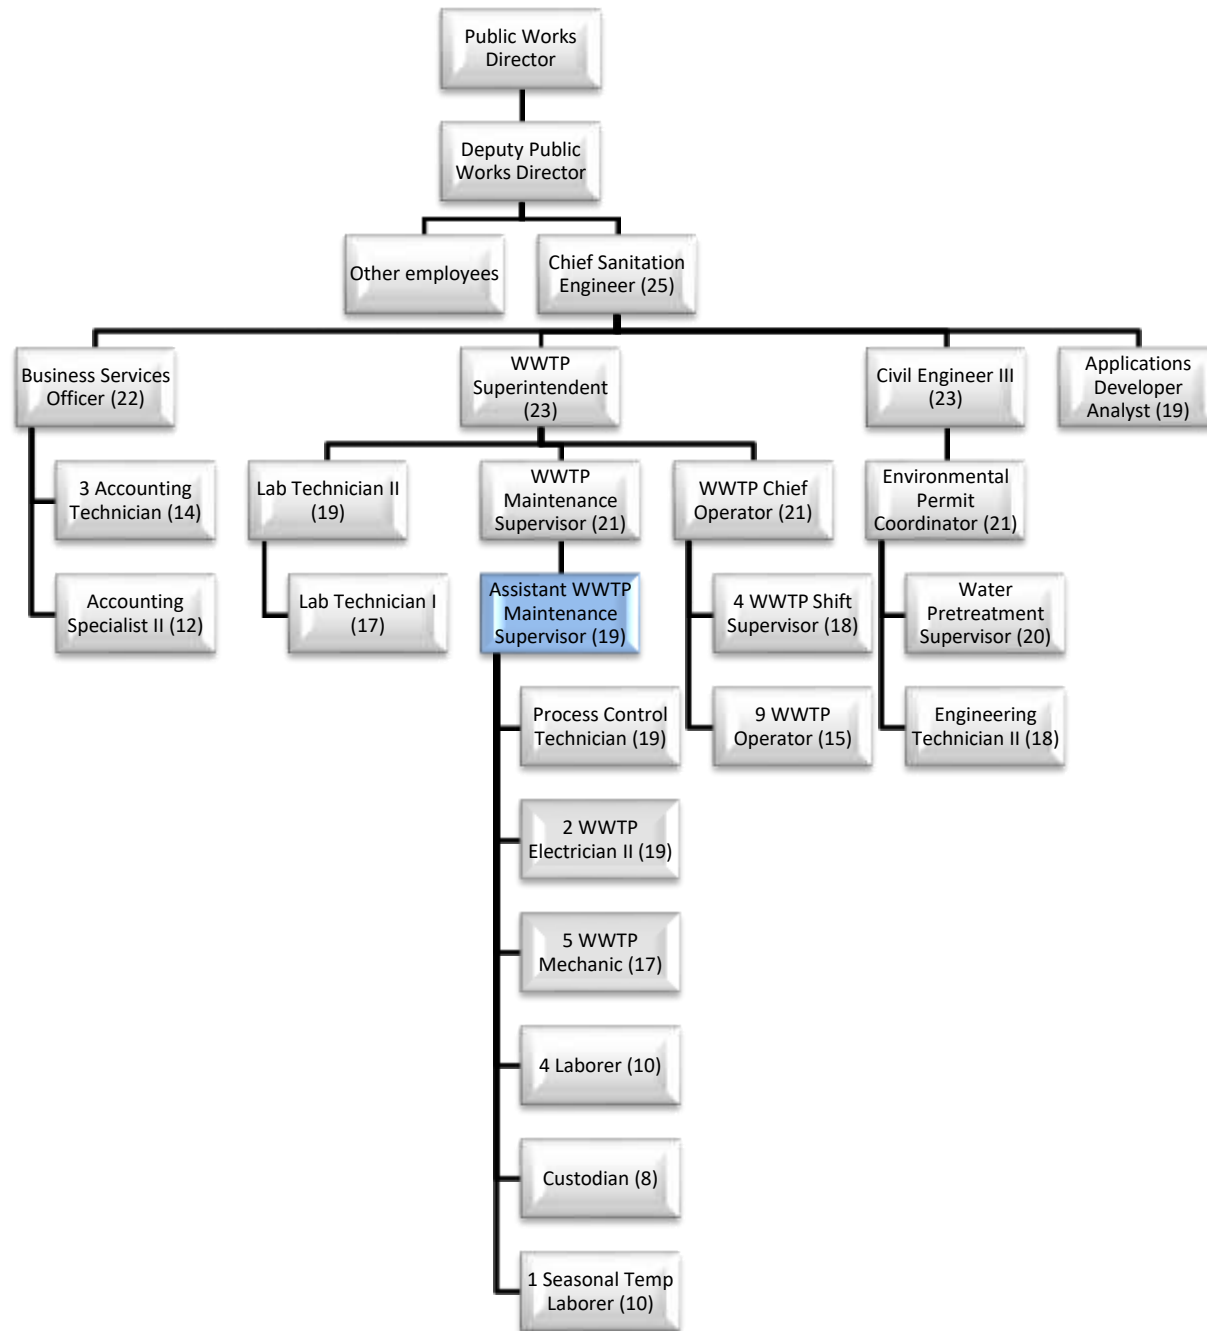 Public Works
Director
Deputy Public
Works Director
Other employees
Chief Sanitation
Engineer (25)
Business Services
Officer (22)
WWTP
Superintendent
(23)
Civil Engineer III
(23)
Applications
Developer
Analyst (19)
3 Accounting
Technician (14)
Accounting
Specialist II (12)
Lab Technician II
(19)
Lab Technician I
(17)
WWTP
Maintenance
Supervisor (21)
Assistant WWTP
Maintenance
Supervisor (19)
Process Control
Technician (19)
2 WWTP
Electrician II (19)
5 WWTP
Mechanic (17)
4 Laborer (10)
Custodian (8)
1 Seasonal Temp
Laborer (10)
WWTP Chief
Operator (21)
4 WWTP Shift
Supervisor (18)
9 WWTP
Operator (15)
Environmental
Permit
Coordinator (21)
Water
Pretreatment
Supervisor (20)
Engineering
Technician II (18)